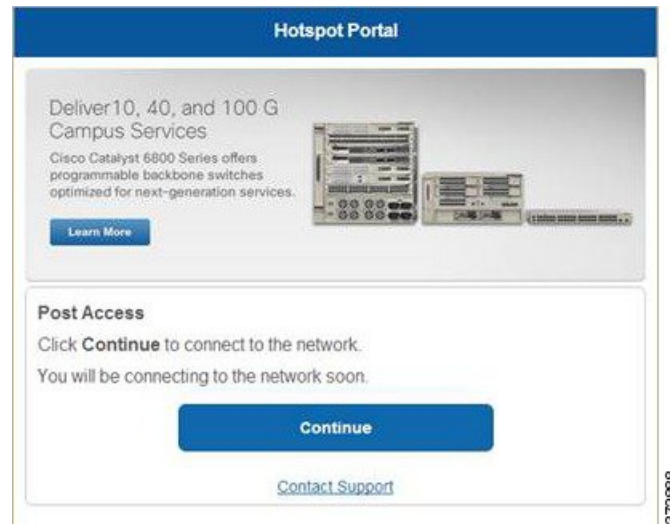 Hotspot Portal
Deliver10, 40, and 100 G
Campus Services
Cisco Catalyst 6800 Series offers
programmable backbone switches
optimized for next-generation services.
Learn More
Post Access
Click Continue to connect to the network.
You will be connecting to the network soon.
Continue
Contact Support